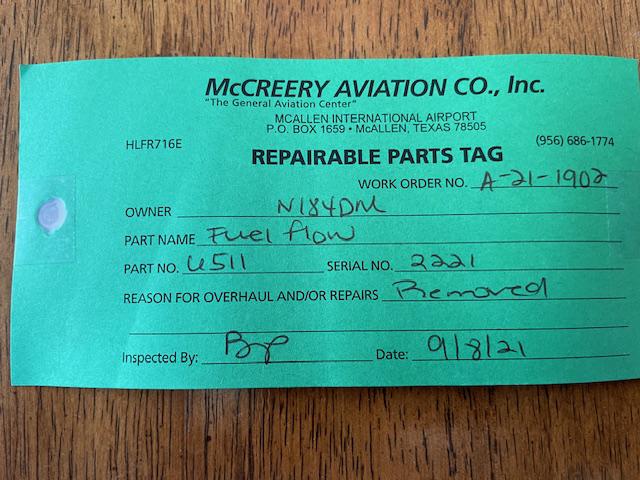 McCREERY AVIATION CO., Inc.
"The General Aviation Center"
MCALLEN INTERNATIONAL AIRPORT
P.O. BOX 1659 • McALLEN, TEXAS 78505
HLFR716E
(956) 686-1774
REPAIRABLE PARTS TAG
WORK ORDER NO. A-21-1902
OWNER N184DM
PART NAME Fuel flow
PART NO. U511 SERIAL NO. 2221
REASON FOR OVERHAUL AND/OR REPAIRS Removed
Inspected By: Date: 9/8/21